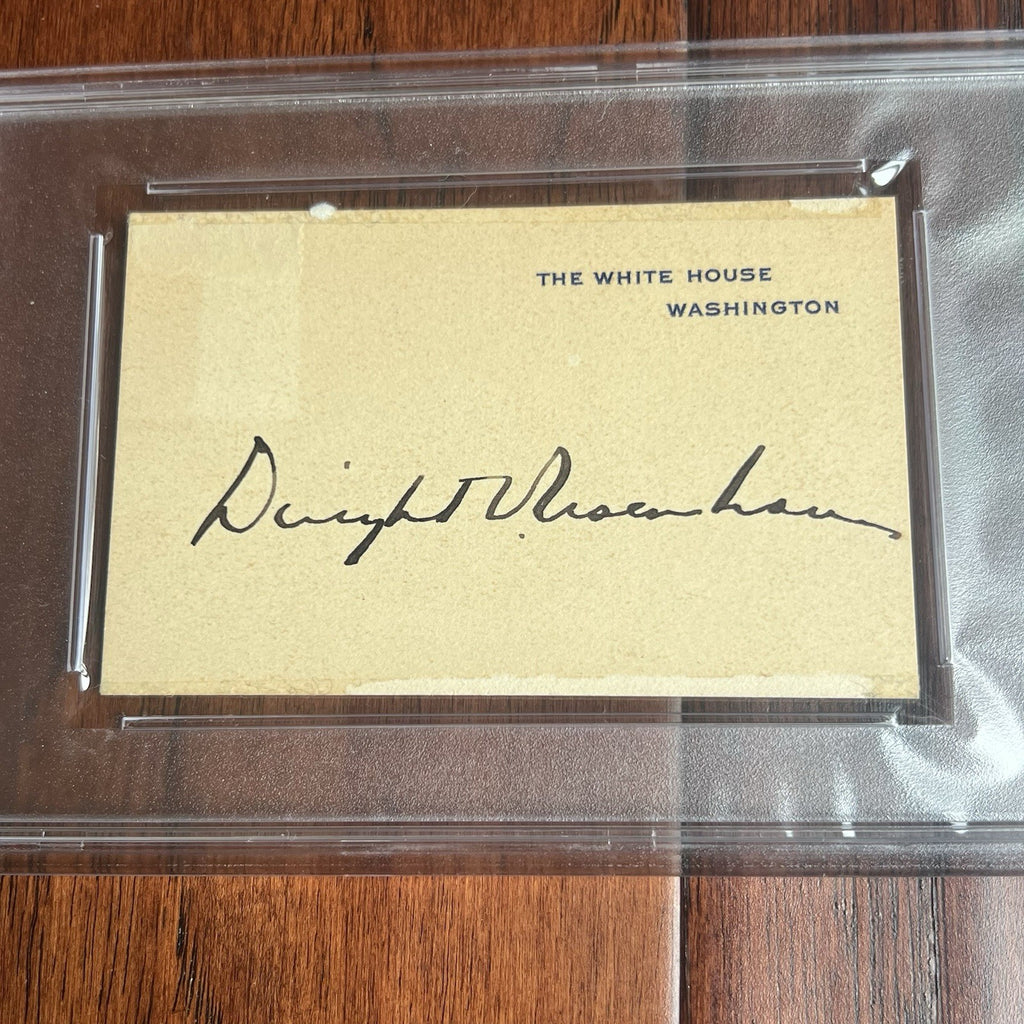 THE WHITE HOUSE
WASHINGTON
Dwight D. Eisenhower